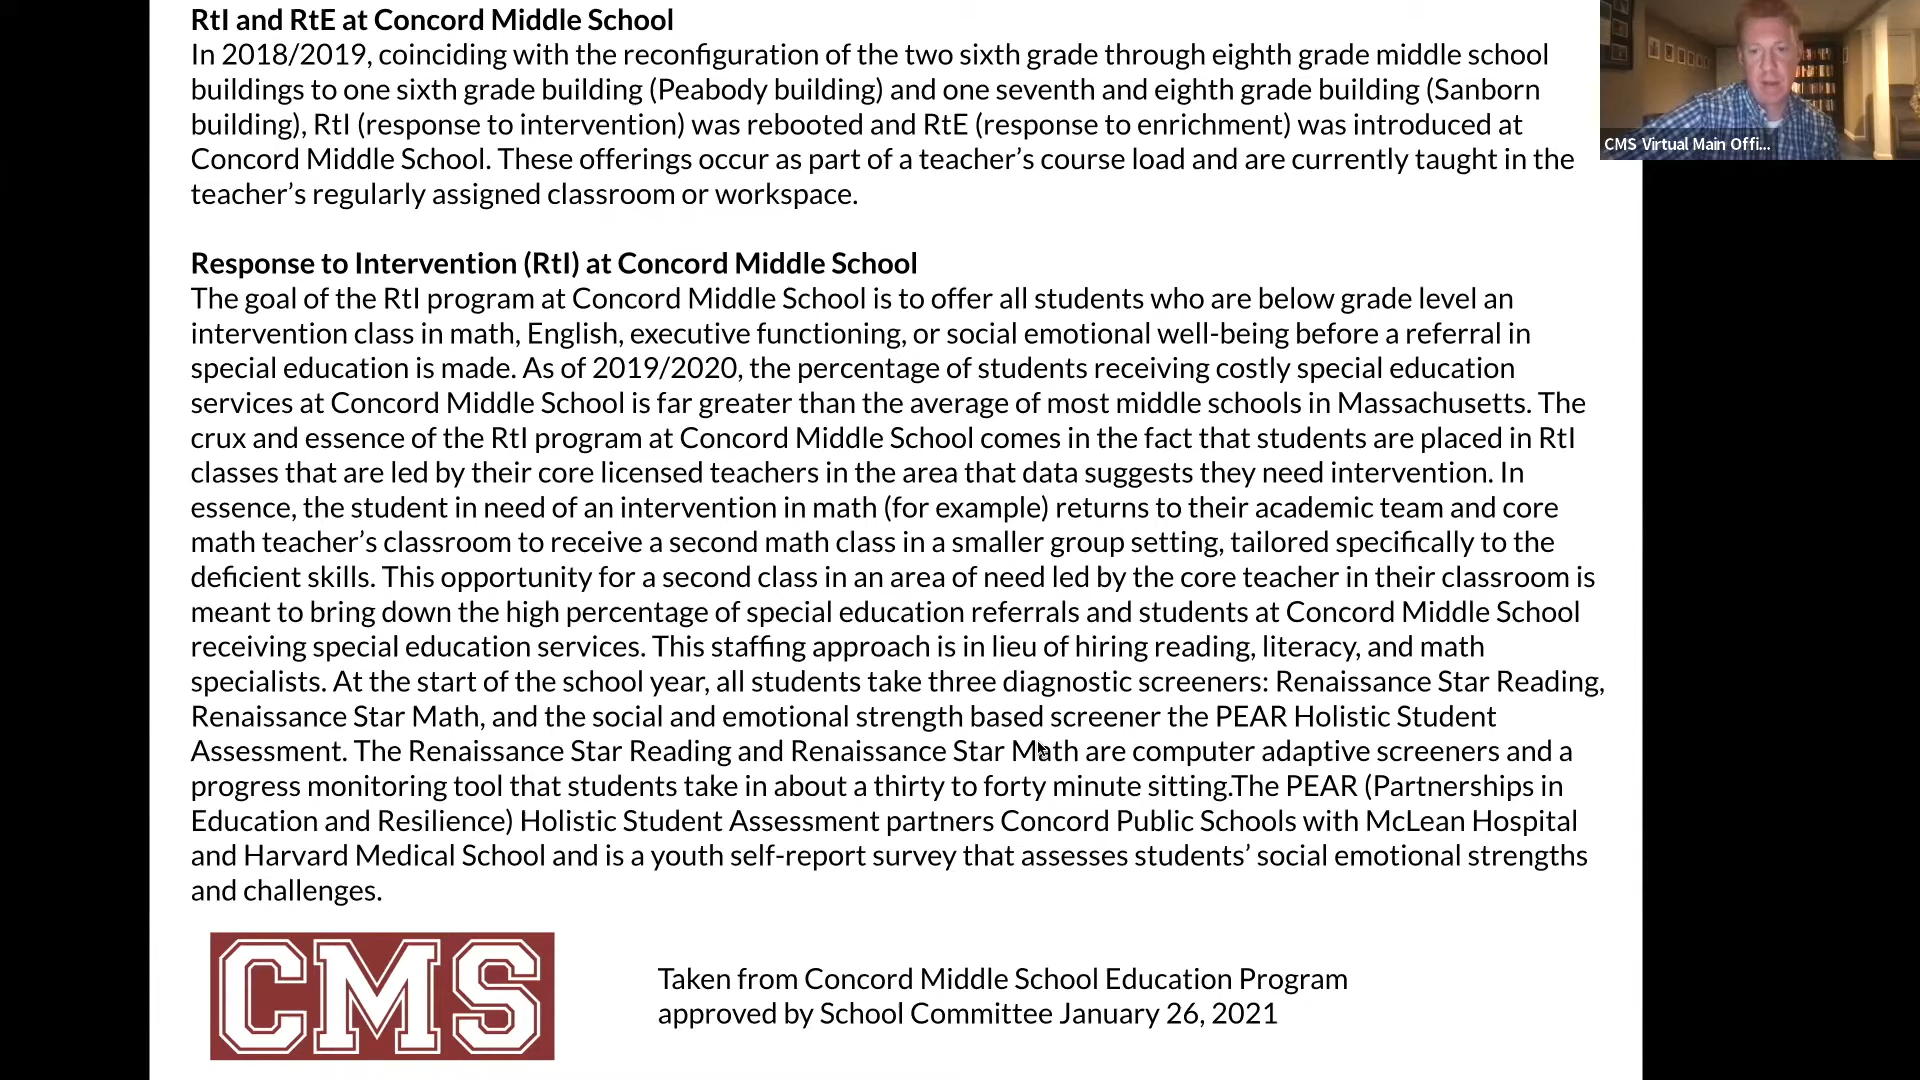 RtI and RtE at Concord Middle School
In 2018/2019, coinciding with the reconfiguration of the two sixth grade through eighth grade middle school
buildings to one sixth grade building (Peabody building) and one seventh and eighth grade building (Sanborn
building), RtI (response to intervention) was rebooted and RtE (response to enrichment) was introduced at
Concord Middle School. These offerings occur as part of a teacher’s course load and are currently taught in the
teacher’s regularly assigned classroom or workspace.
CMS Virtual Main Offi...
Response to Intervention (RtI) at Concord Middle School
The goal of the RtI program at Concord Middle School is to offer all students who are below grade level an
intervention class in math, English, executive functioning, or social emotional well-being before a referral in
special education is made. As of 2019/2020, the percentage of students receiving costly special education
services at Concord Middle School is far greater than the average of most middle schools in Massachusetts. The
crux and essence of the RtI program at Concord Middle School comes in the fact that students are placed in RtI
classes that are led by their core licensed teachers in the area that data suggests they need intervention. In
essence, the student in need of an intervention in math (for example) returns to their academic team and core
math teacher’s classroom to receive a second math class in a smaller group setting, tailored specifically to the
deficient skills. This opportunity for a second class in an area of need led by the core teacher in their classroom is
meant to bring down the high percentage of special education referrals and students at Concord Middle School
receiving special education services. This staffing approach is in lieu of hiring reading, literacy, and math
specialists. At the start of the school year, all students take three diagnostic screeners: Renaissance Star Reading,
Renaissance Star Math, and the social and emotional strength based screener the PEAR Holistic Student
Assessment. The Renaissance Star Reading and Renaissance Star Math are computer adaptive screeners and a
progress monitoring tool that students take in about a thirty to forty minute sitting.The PEAR (Partnerships in
Education and Resilience) Holistic Student Assessment partners Concord Public Schools with McLean Hospital
and Harvard Medical School and is a youth self-report survey that assesses students’ social emotional strengths
and challenges.
CMS
Taken from Concord Middle School Education Program
approved by School Committee January 26, 2021